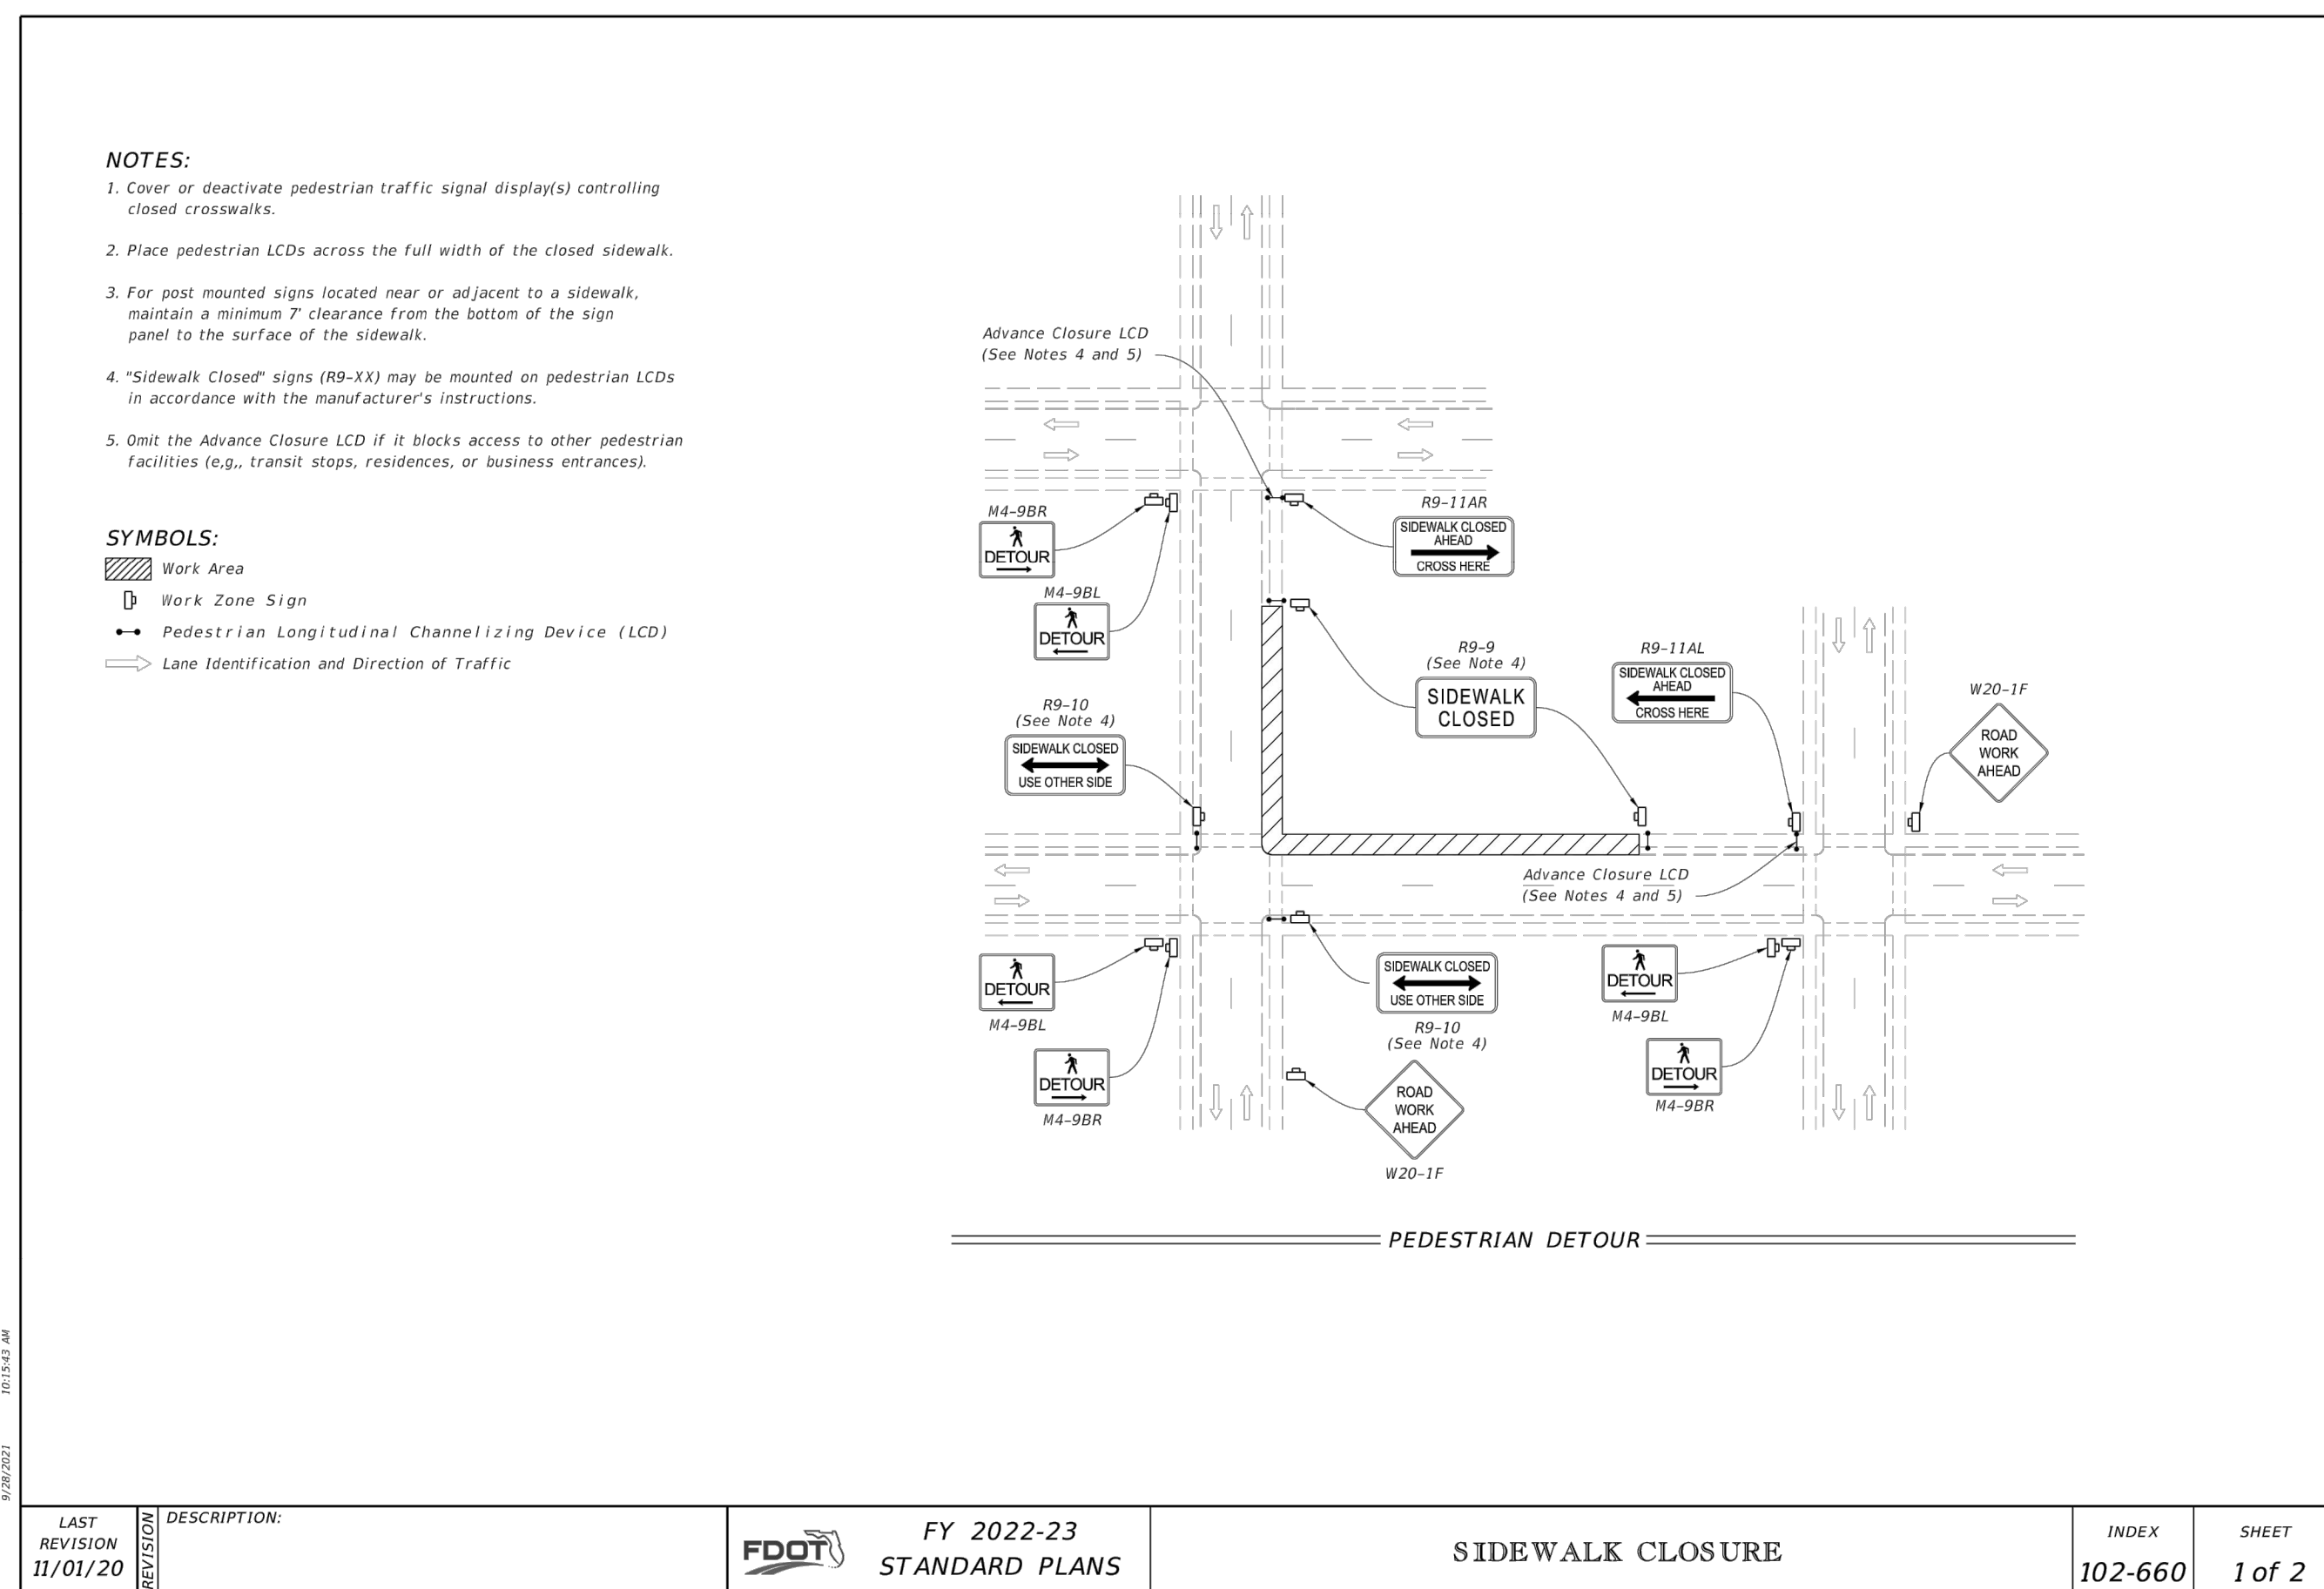 NOTES:
1. Cover or deactivate pedestrian traffic signal display(s) controlling
closed crosswalks.
2. Place pedestrian LCDs across the full width of the closed sidewalk.
3. For post mounted signs located near or adjacent to a sidewalk,
maintain a minimum 7' clearance from the bottom of the sign
panel to the surface of the sidewalk.
4. "Sidewalk Closed" signs (R9-XX) may be mounted on pedestrian LCDs
in accordance with the manufacturer's instructions.
5. Omit the Advance Closure LCD if it blocks access to other pedestrian
facilities (e,g,, transit stops, residences, or business entrances).
SYMBOLS:
Work Area
Work Zone Sign
Pedestrian Longitudinal Channelizing Device (LCD)
Lane Identification and Direction of Traffic
Advance Closure LCD
(See Notes 4 and 5)
M4-9BR
DETOUR
M4-9BL
DETOUR
R9-11AR
SIDEWALK CLOSED
AHEAD
CROSS HERE
R9-9
(See Note 4)
SIDEWALK
CLOSED
R9-11AL
SIDEWALK CLOSED
AHEAD
CROSS HERE
W20-1F
ROAD
WORK
AHEAD
R9-10
(See Note 4)
SIDEWALK CLOSED
USE OTHER SIDE
Advance Closure LCD
(See Notes 4 and 5)
DETOUR
M4-9BL
DETOUR
M4-9BR
SIDEWALK CLOSED
USE OTHER SIDE
R9-10
(See Note 4)
ROAD
WORK
AHEAD
W20-1F
DETOUR
M4-9BL
DETOUR
M4-9BR
PEDESTRIAN DETOUR
10:15:43 AM
9/28/2021
LAST
REVISION
11/01/20
REVISION
DESCRIPTION:
FDOT
FY 2022-23
STANDARD PLANS
SIDEWALK CLOSURE
INDEX
102-660
SHEET
1 of 2